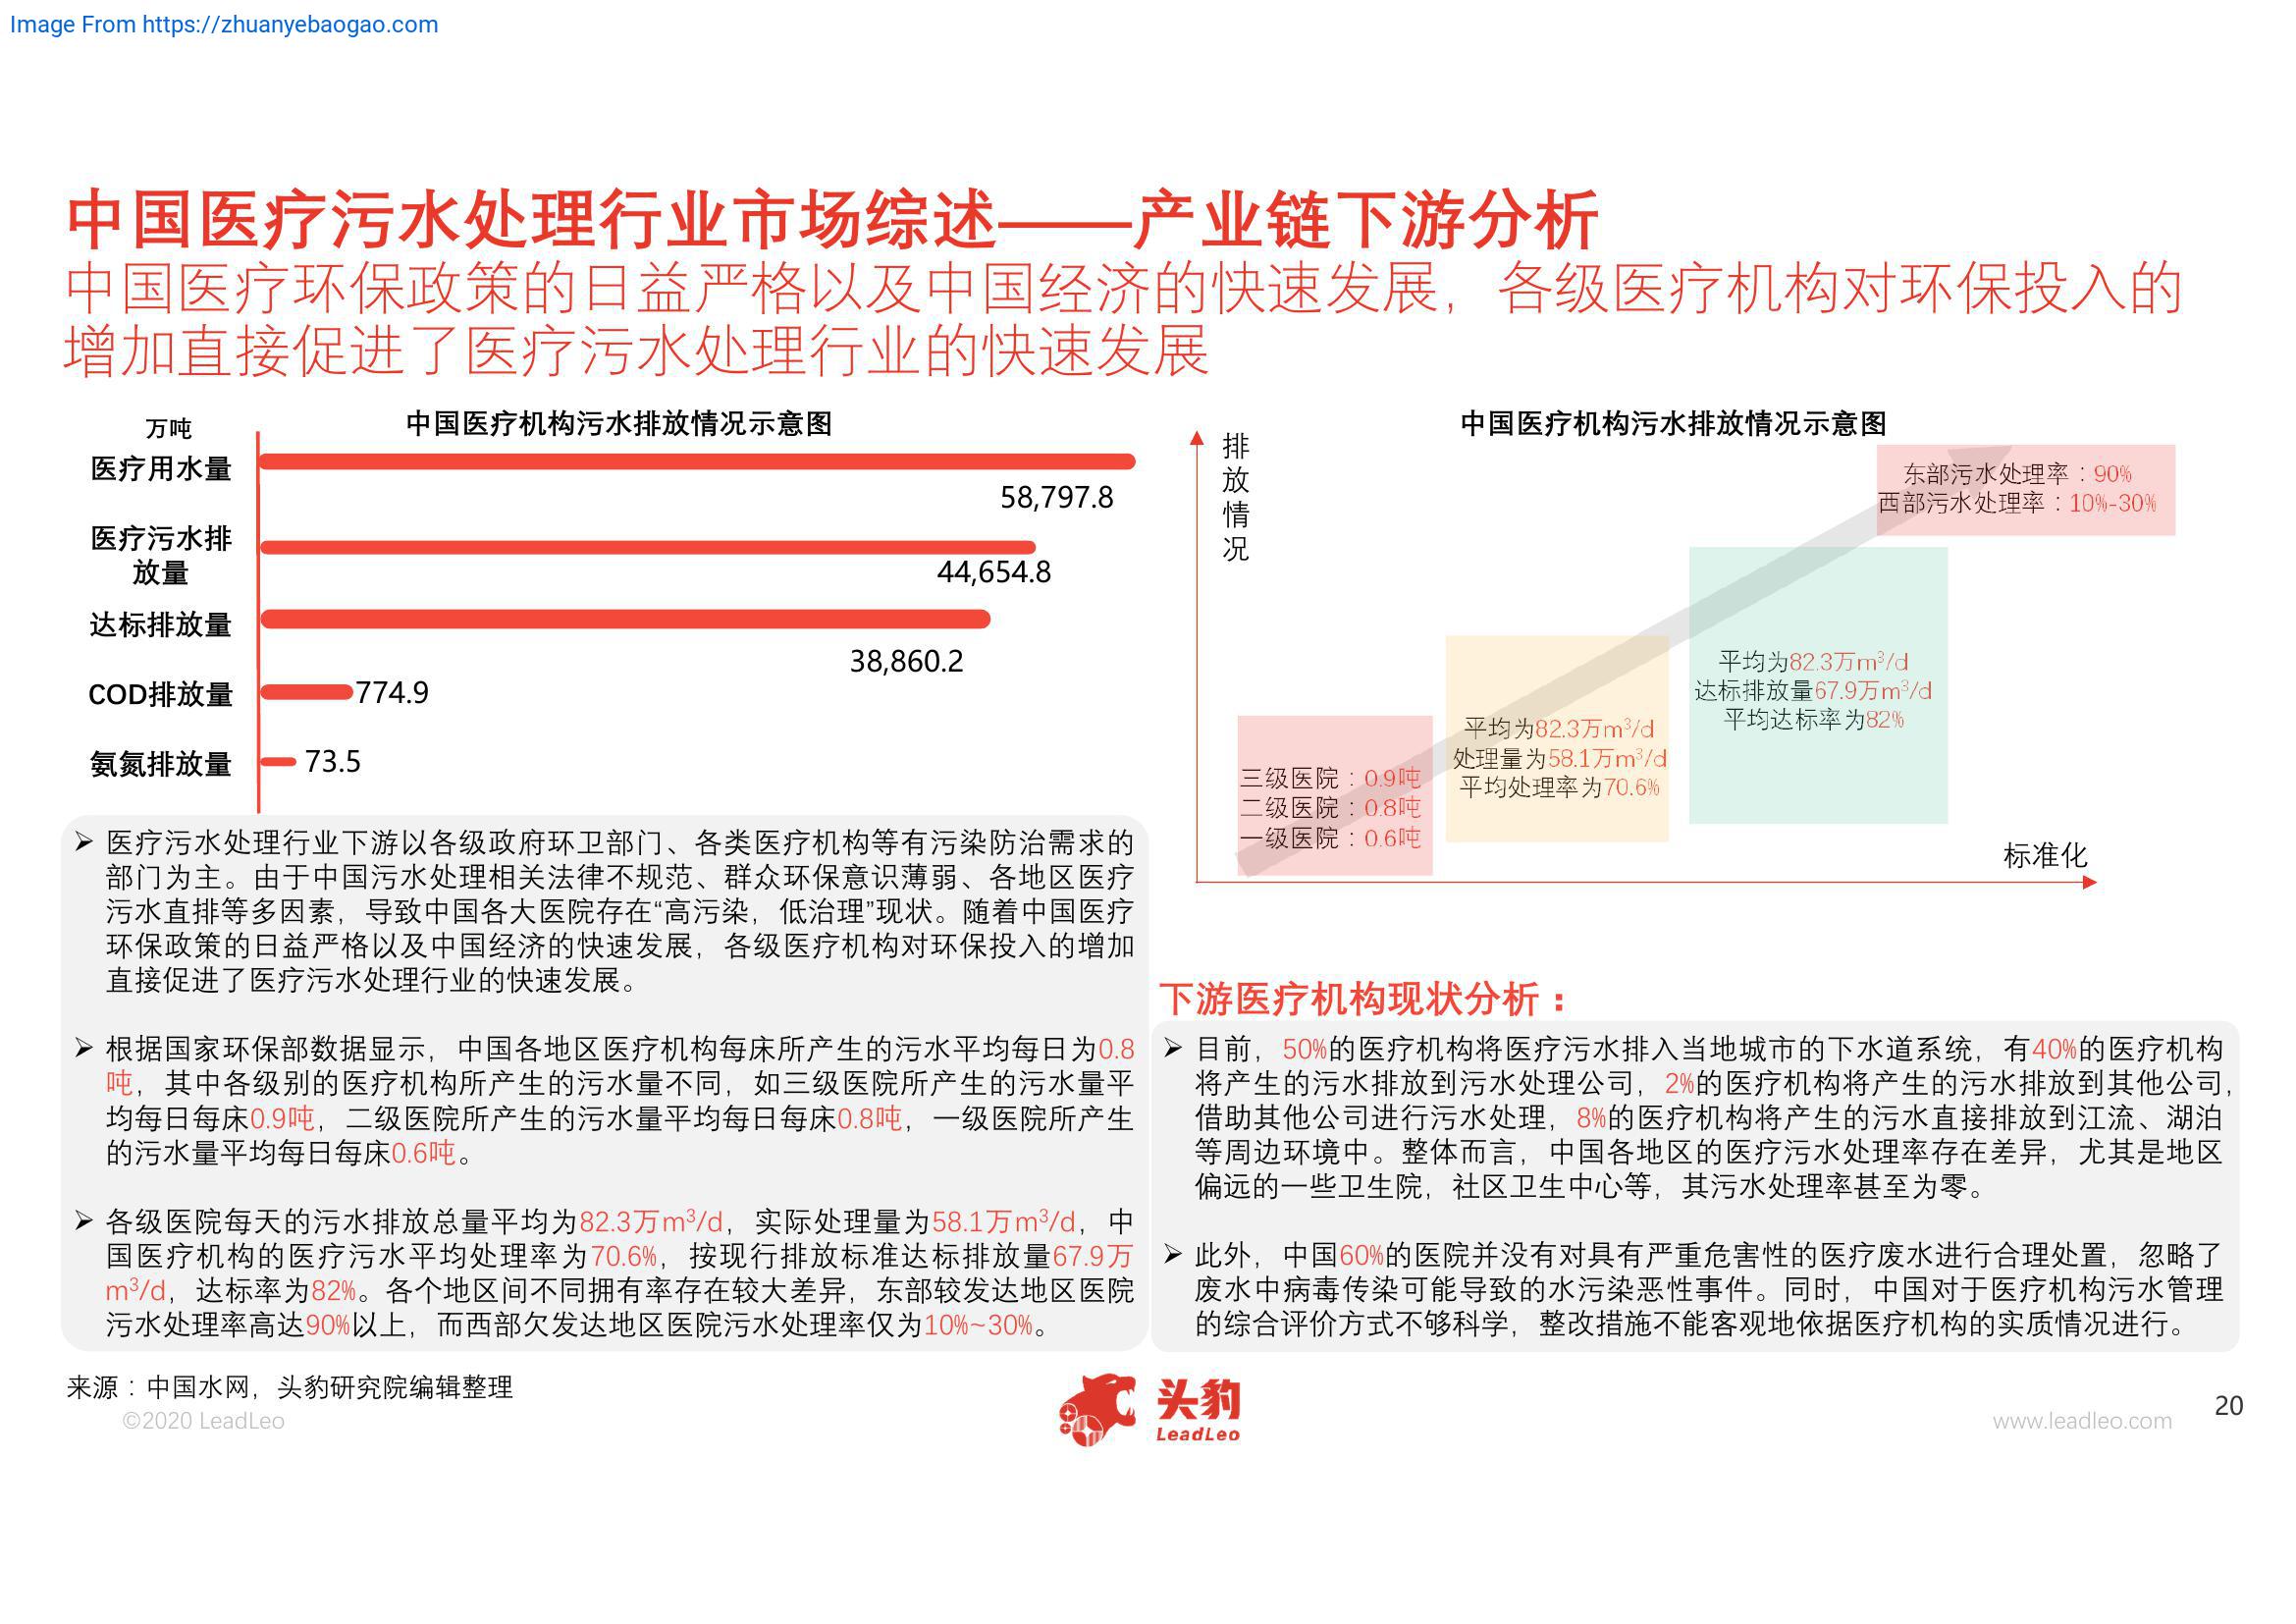 Image From https://zhuanyebaogao.com
中国医疗污水处理行业市场综述——产业链下游分析
中国医疗环保政策的日益严格以及中国经济的快速发展，各级医疗机构对环保投入的
增加直接促进了医疗污水处理行业的快速发展
中国医疗机构污水排放情况示意图
万吨
医疗用水量
58,797.8
医疗污水排
放量
44,654.8
达标排放量
38,860.2
COD排放量
774.9
氨氮排放量
73.5
中国医疗机构污水排放情况示意图
排
放
情
况
东部污水处理率：90%
西部污水处理率：10%-30%
平均为82.3万m³/d
达标排放量67.9万m³/d
平均达标率为82%
平均为82.3万m³/d
处理量为58.1万m³/d
平均处理率为70.6%
三级医院：0.9吨
二级医院：0.8吨
一级医院：0.6吨
标准化
➢ 医疗污水处理行业下游以各级政府环卫部门、各类医疗机构等有污染防治需求的
部门为主。由于中国污水处理相关法律不规范、群众环保意识薄弱、各地区医疗
污水直排等多因素，导致中国各大医院存在“高污染，低治理”现状。随着中国医疗
环保政策的日益严格以及中国经济的快速发展，各级医疗机构对环保投入的增加
直接促进了医疗污水处理行业的快速发展。
➢ 根据国家环保部数据显示，中国各地区医疗机构每床所产生的污水平均每日为0.8
吨，其中各级别的医疗机构所产生的污水量不同，如三级医院所产生的污水量平
均每日每床0.9吨，二级医院所产生的污水量平均每日每床0.8吨，一级医院所产生
的污水量平均每日每床0.6吨。
➢ 各级医院每天的污水排放总量平均为82.3万m³/d，实际处理量为58.1万m³/d，中
国医疗机构的医疗污水平均处理率为70.6%，按现行排放标准达标排放量67.9万
m³/d，达标率为82%。各个地区间不同拥有率存在较大差异，东部较发达地区医院
污水处理率高达90%以上，而西部欠发达地区医院污水处理率仅为10%~30%。
下游医疗机构现状分析：
➢ 目前，50%的医疗机构将医疗污水排入当地城市的下水道系统，有40%的医疗机构
将产生的污水排放到污水处理公司，2%的医疗机构将产生的污水排放到其他公司，
借助其他公司进行污水处理，8%的医疗机构将产生的污水直接排放到江流、湖泊
等周边环境中。整体而言，中国各地区的医疗污水处理率存在差异，尤其是地区
偏远的一些卫生院，社区卫生中心等，其污水处理率甚至为零。
➢ 此外，中国60%的医院并没有对具有严重危害性的医疗废水进行合理处置，忽略了
废水中病毒传染可能导致的水污染恶性事件。同时，中国对于医疗机构污水管理
的综合评价方式不够科学，整改措施不能客观地依据医疗机构的实质情况进行。
来源：中国水网，头豹研究院编辑整理
©2020 LeadLeo
头豹
LeadLeo
www.leadleo.com
20